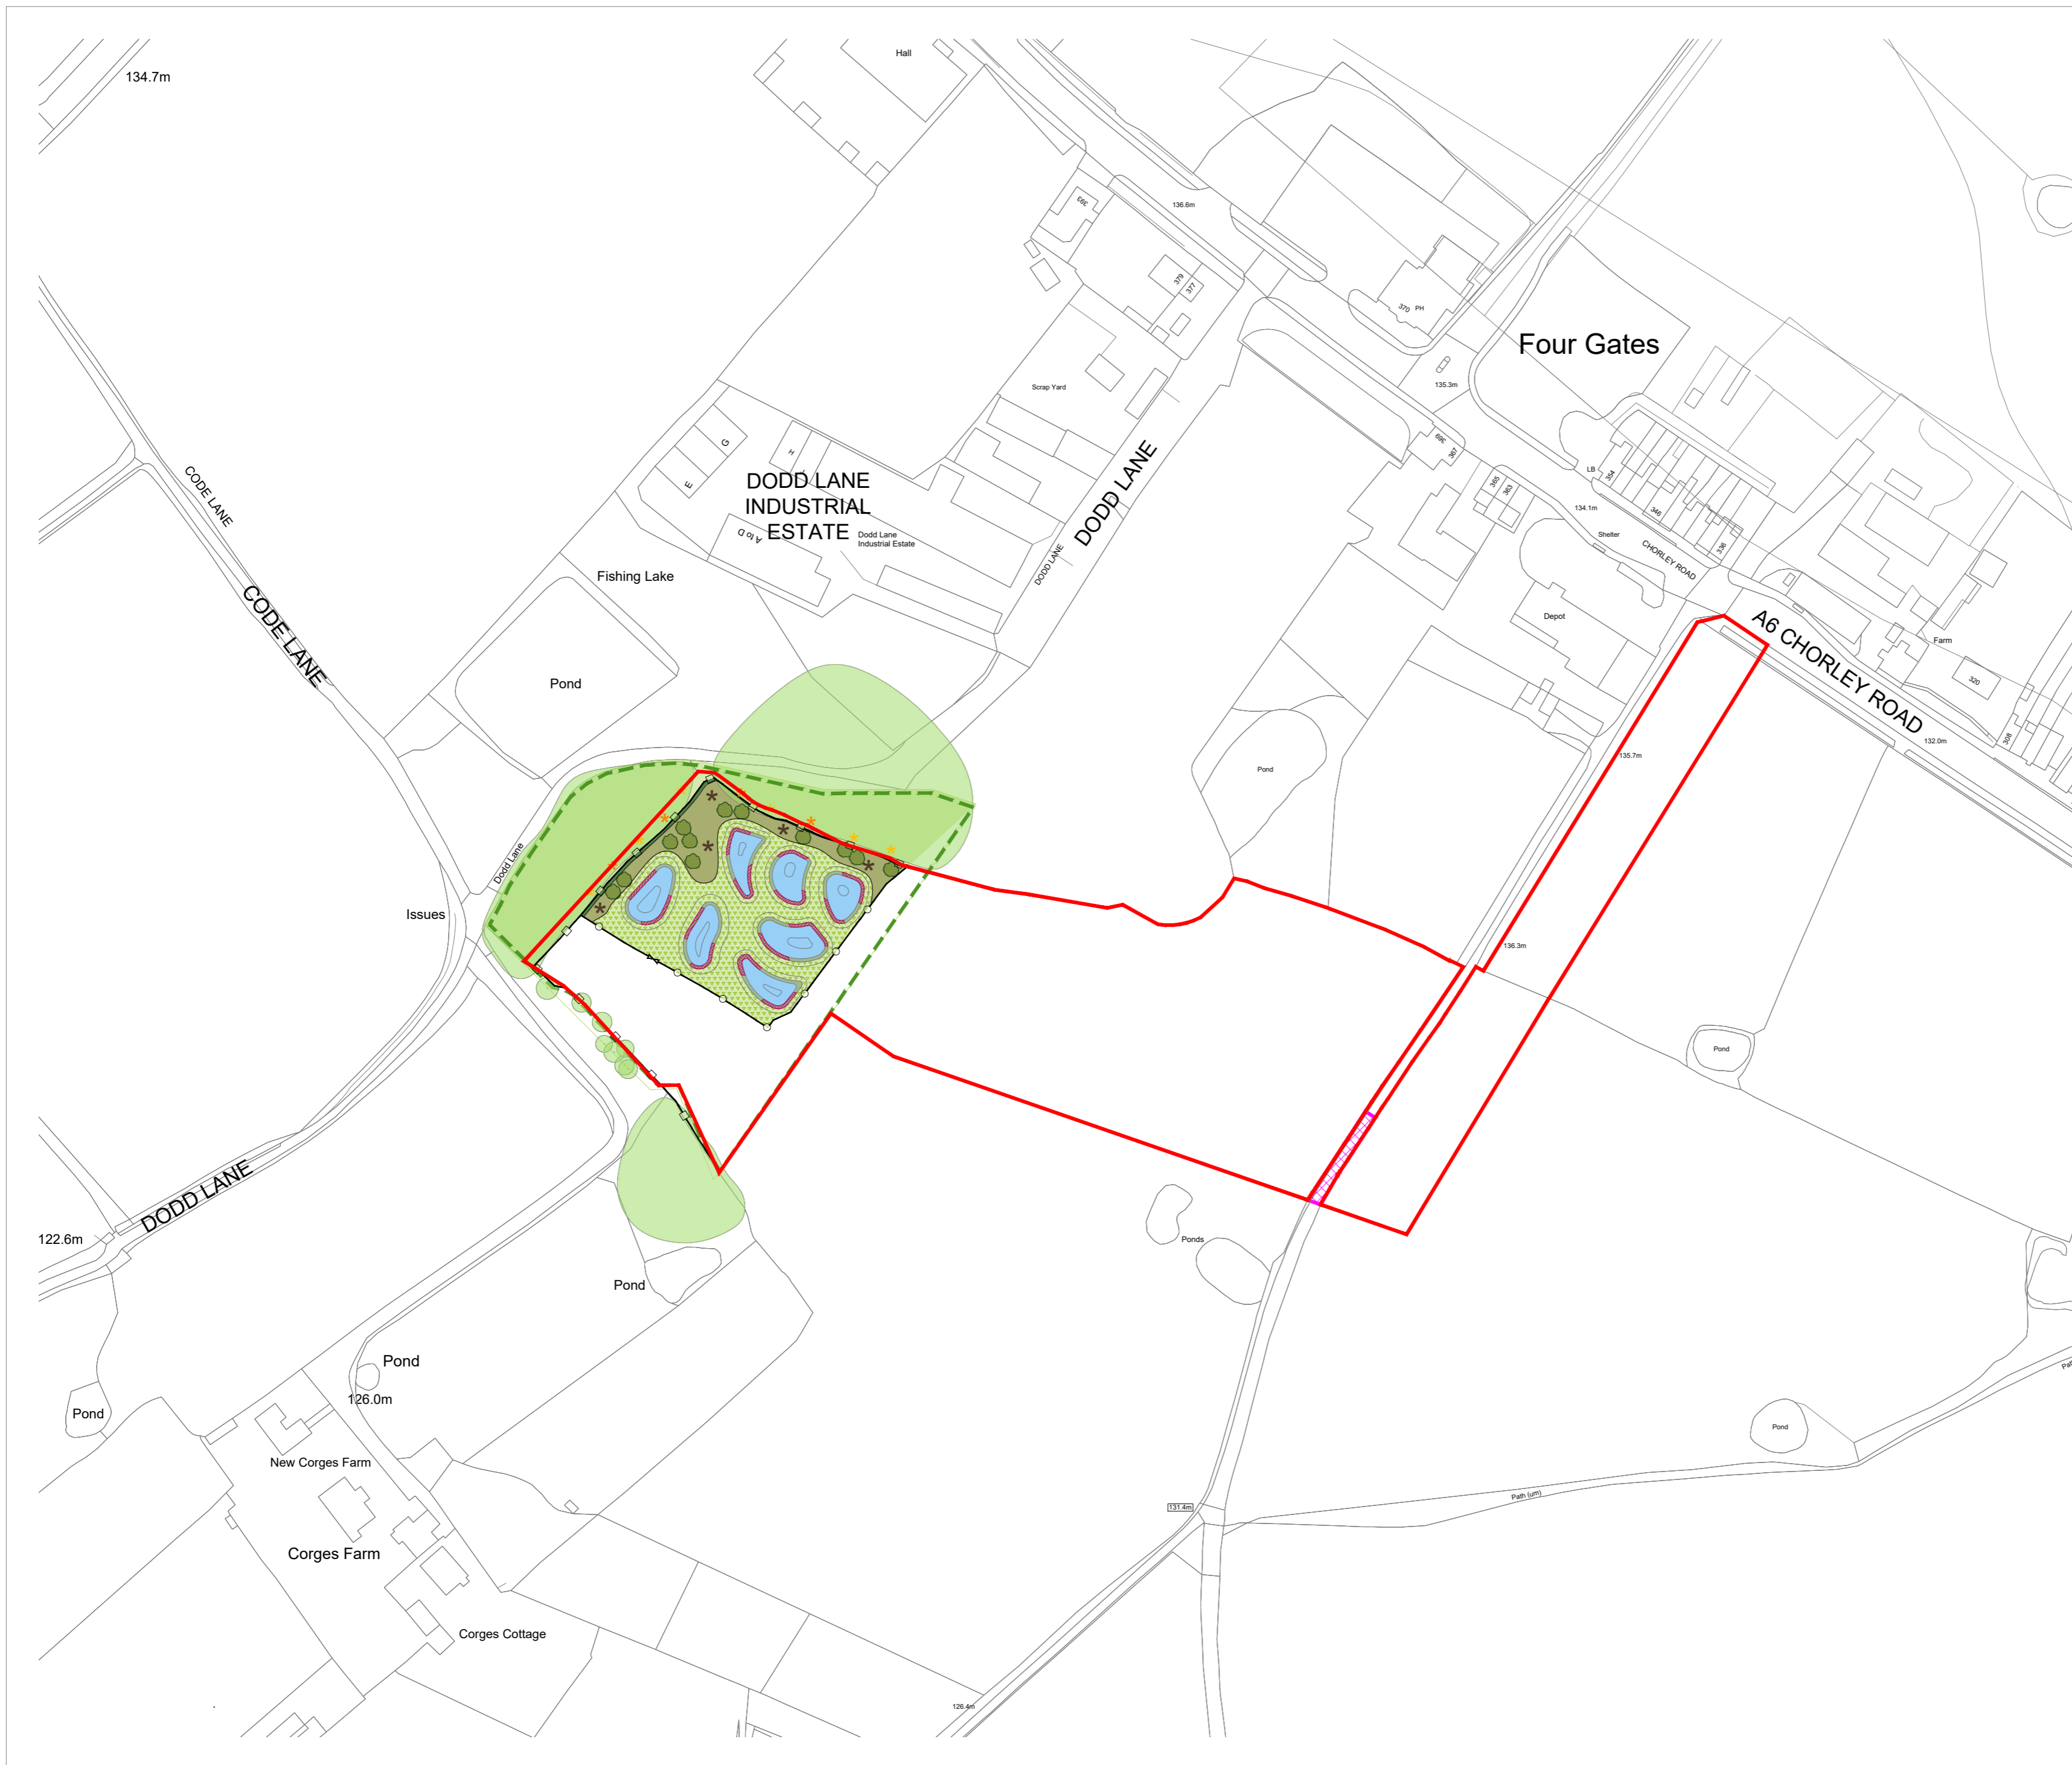 Hall
134.7m
393
136.6m
379
377
370 PH
Four Gates
135.3m
Scrap Yard
CODE LANE
G
E
H
DODD LANE
INDUSTRIAL
ESTATE
A to D
Dodd Lane
Industrial Estate
DODD LANE
DODD LANE
369
367
365
363
LB
354
346
336
134.1m
Shelter
CHORLEY ROAD
Fishing Lake
CODE LANE
Pond
Depot
A6 CHORLEY ROAD
Farm
320
308
132.0m
135.7m
Pond
Dodd Lane
Issues
136.3m
Pond
DODD LANE
122.6m
Ponds
Pond
Pond
126.0m
Pond
Pond
New Corges Farm
Path (um)
131.4m
Corges Farm
Corges Cottage
126.4m